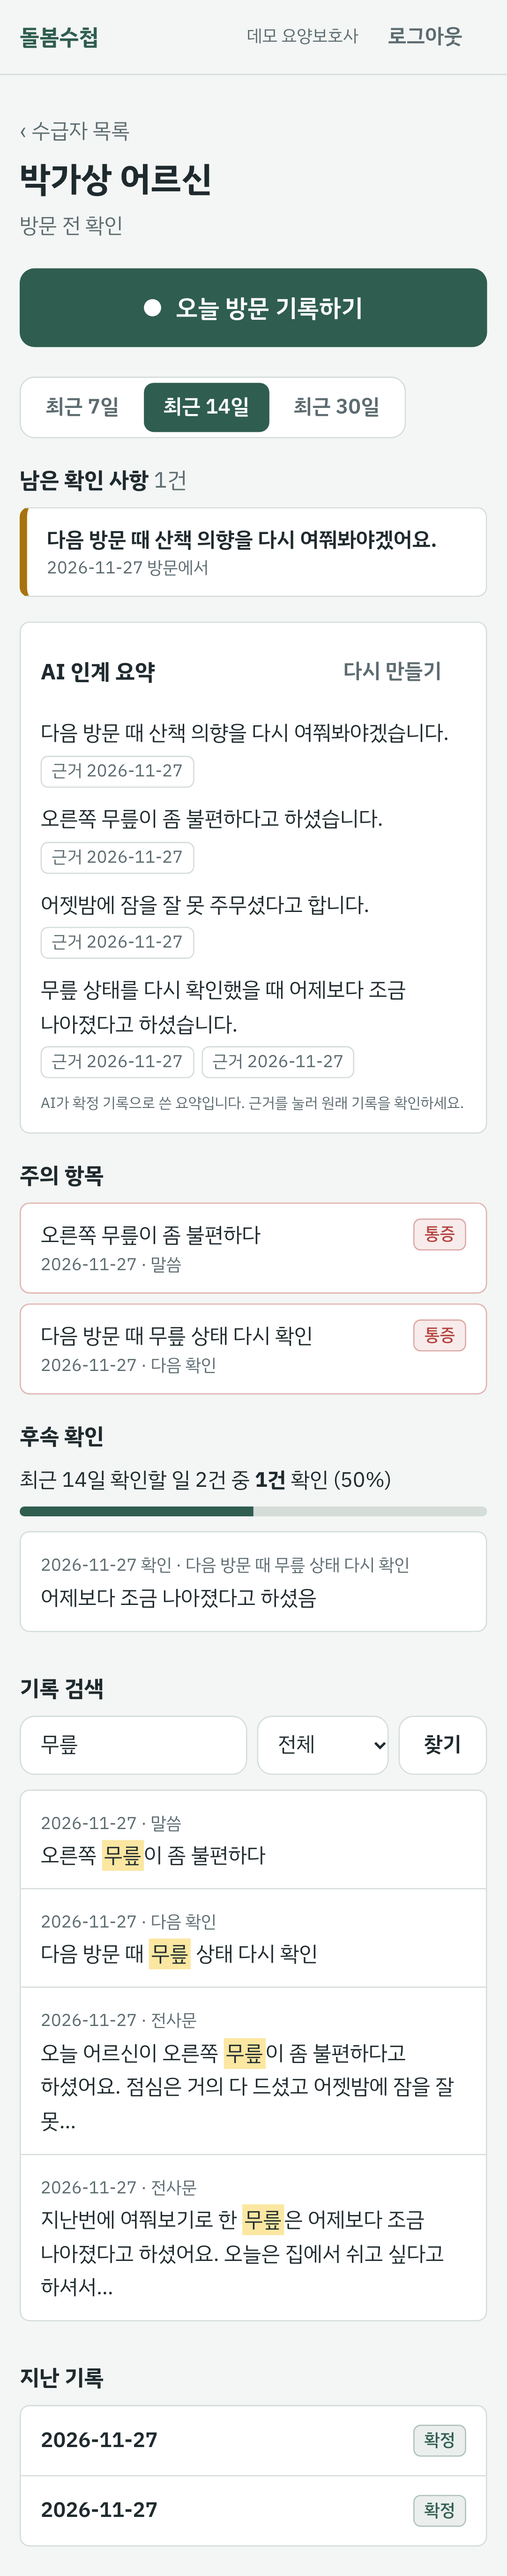 돌봄수첩
데모 요양보호사
로그아웃
‹ 수급자 목록
박가상 어르신
방문 전 확인
오늘 방문 기록하기
최근 7일
최근 14일
최근 30일
남은 확인 사항 1건
다음 방문 때 산책 의향을 다시 여쭤봐야겠어요.
2026-11-27 방문에서
AI 인계 요약
다시 만들기
다음 방문 때 산책 의향을 다시 여쭤봐야겠습니다.
근거 2026-11-27
오른쪽 무릎이 좀 불편하다고 하셨습니다.
근거 2026-11-27
어젯밤에 잠을 잘 못 주무셨다고 합니다.
근거 2026-11-27
무릎 상태를 다시 확인했을 때 어제보다 조금
나아졌다고 하셨습니다.
근거 2026-11-27
근거 2026-11-27
AI가 확정 기록으로 쓴 요약입니다. 근거를 눌러 원래 기록을 확인하세요.
주의 항목
오른쪽 무릎이 좀 불편하다
통증
2026-11-27 · 말씀
다음 방문 때 무릎 상태 다시 확인
통증
2026-11-27 · 다음 확인
후속 확인
최근 14일 확인할 일 2건 중 1건 확인 (50%)
2026-11-27 확인 · 다음 방문 때 무릎 상태 다시 확인
어제보다 조금 나아졌다고 하셨음
기록 검색
무릎
전체
찾기
2026-11-27 · 말씀
오른쪽 무릎이 좀 불편하다
2026-11-27 · 다음 확인
다음 방문 때 무릎 상태 다시 확인
2026-11-27 · 전사문
오늘 어르신이 오른쪽 무릎이 좀 불편하다고
하셨어요. 점심은 거의 다 드셨고 어젯밤에 잠을 잘
못...
2026-11-27 · 전사문
지난번에 여쭤보기로 한 무릎은 어제보다 조금
나아졌다고 하셨어요. 오늘은 집에서 쉬고 싶다고
하셔서...
지난 기록
2026-11-27
확정
2026-11-27
확정